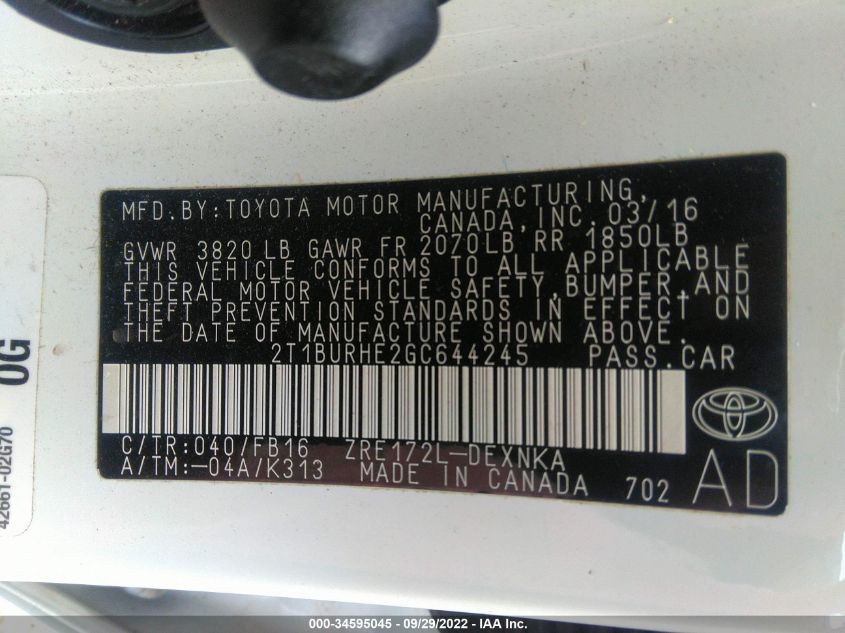 MFD.BY:TOYOTA MOTOR MANUFACTURING,
CANADA,INC.03/16
GVWR 3820 LB GAWR FR 2070LB RR 1850LB
THIS VEHICLE CONFORMS TO ALL APPLICABLE
FEDERAL MOTOR VEHICLE SAFETY,BUMPER,AND
THEFT PREVENTION STANDARDS IN EFFECT ON
THE DATE OF MANUFACTURE SHOWN ABOVE.
2T1BURHE2GC644245 PASS.CAR
C/TR:040/FB16 ZRE172L-DEXNKA
A/TM:-04A/K313 MADE IN CANADA 702
AD
0G
42661-02G70
000-34595045 - 09/29/2022 - IAA Inc.